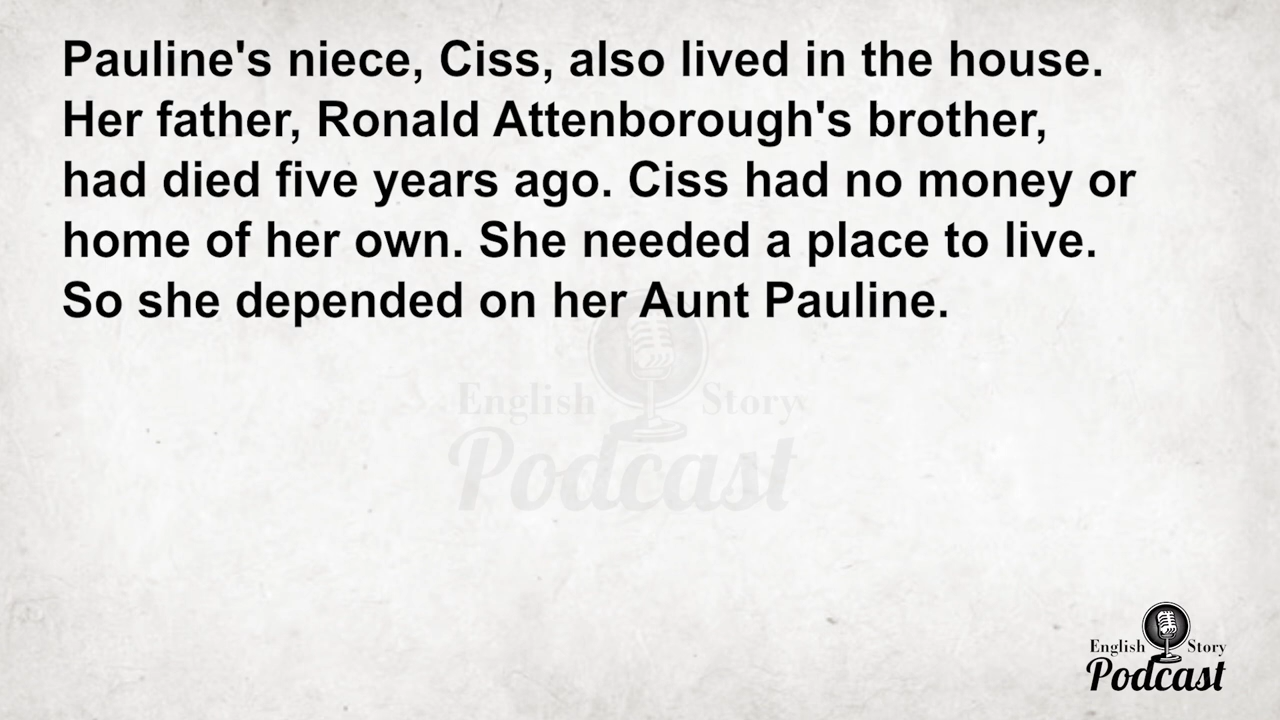 Pauline's niece, Ciss, also lived in the house.
Her father, Ronald Attenborough's brother,
had died five years ago. Ciss had no money or
home of her own. She needed a place to live.
So she depended on her Aunt Pauline.
English Story
Podcast
English Story
Podcast